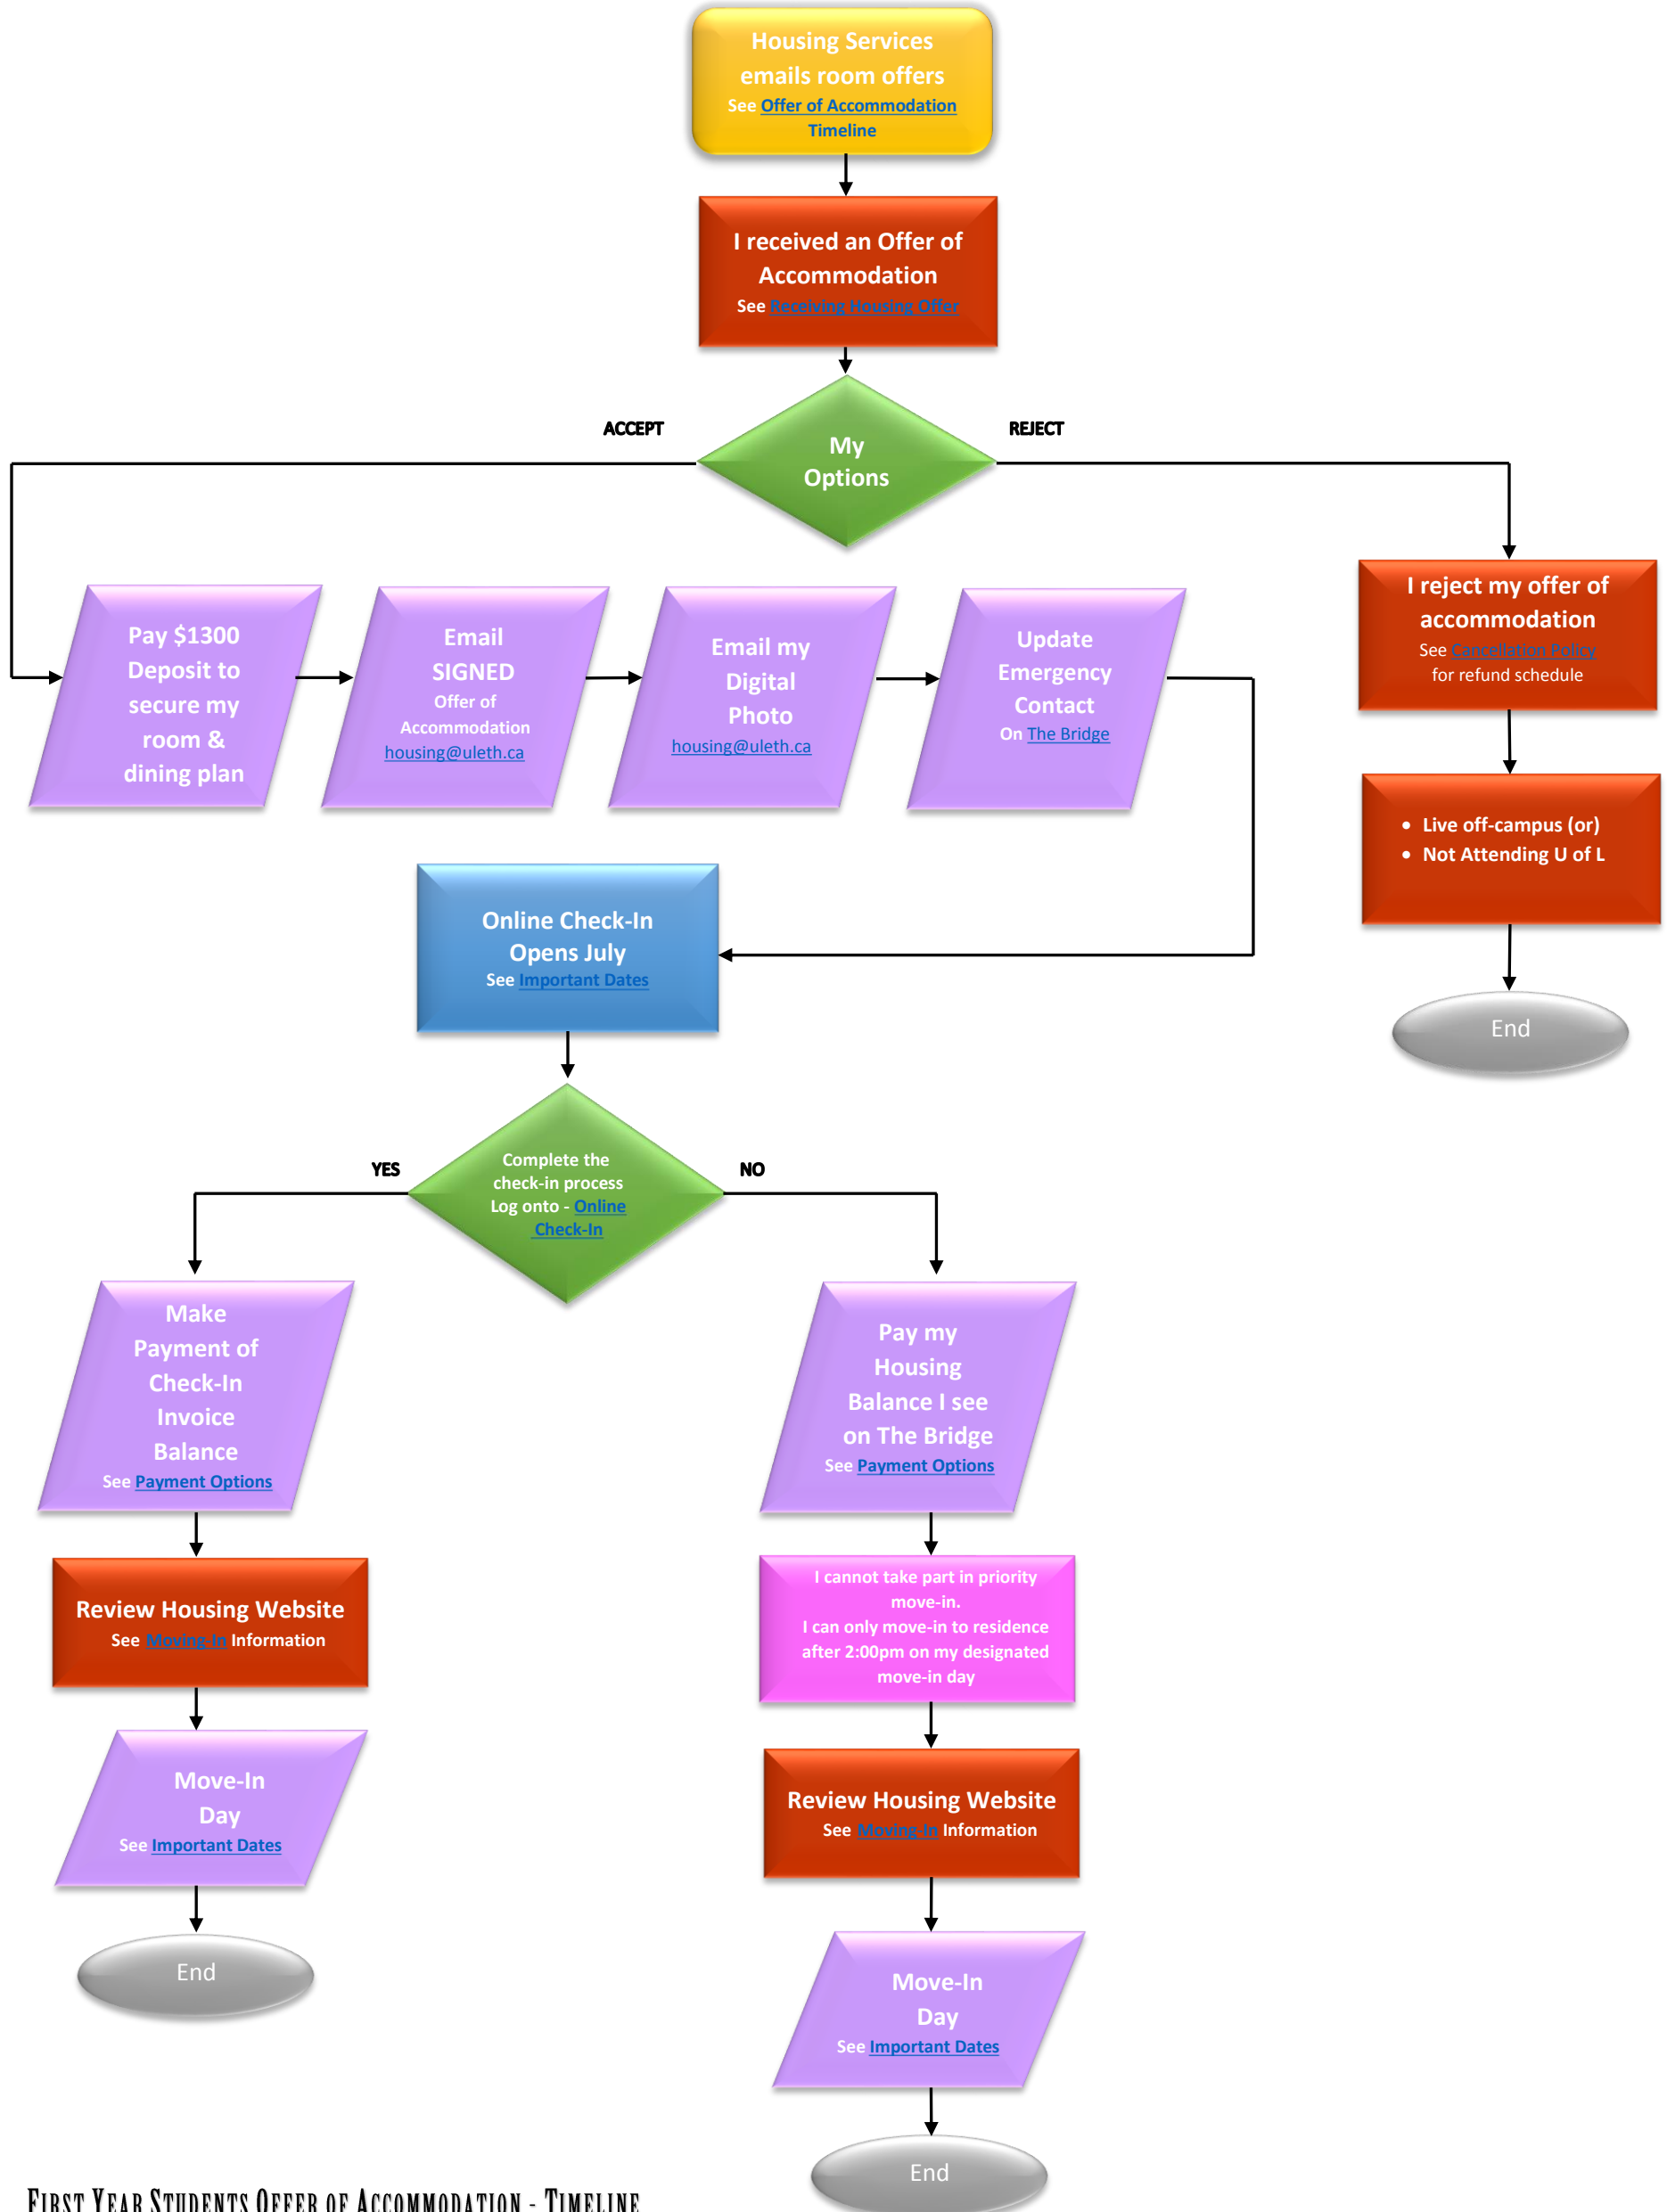 Housing Services
emails room offers
See Offer of Accommodation
Timeline
I received an Offer of
Accommodation
See Receiving Housing Offer
ACCEPT
My
Options
REJECT
Pay $1300
Deposit to
secure my
room &
dining plan
Email
SIGNED
Offer of
Accommodation
housing@uleth.ca
Email my
Digital
Photo
housing@uleth.ca
Update
Emergency
Contact
On The Bridge
I reject my offer of
accommodation
See Cancellation Policy
for refund schedule
• Live off-campus (or)
• Not Attending U of L
End
Online Check-In
Opens July
See Important Dates
YES
Complete the
check-in process
Log onto - Online
Check-In
NO
Make
Payment of
Check-In
Invoice
Balance
See Payment Options
Review Housing Website
See Moving-In Information
Move-In
Day
See Important Dates
End
Pay my
Housing
Balance I see
on The Bridge
See Payment Options
I cannot take part in priority
move-in.
I can only move-in to residence
after 2:00pm on my designated
move-in day
Review Housing Website
See Moving-In Information
Move-In
Day
See Important Dates
End
FIRST YEAR STUDENTS OFFER OF ACCOMMODATION - TIMELINE